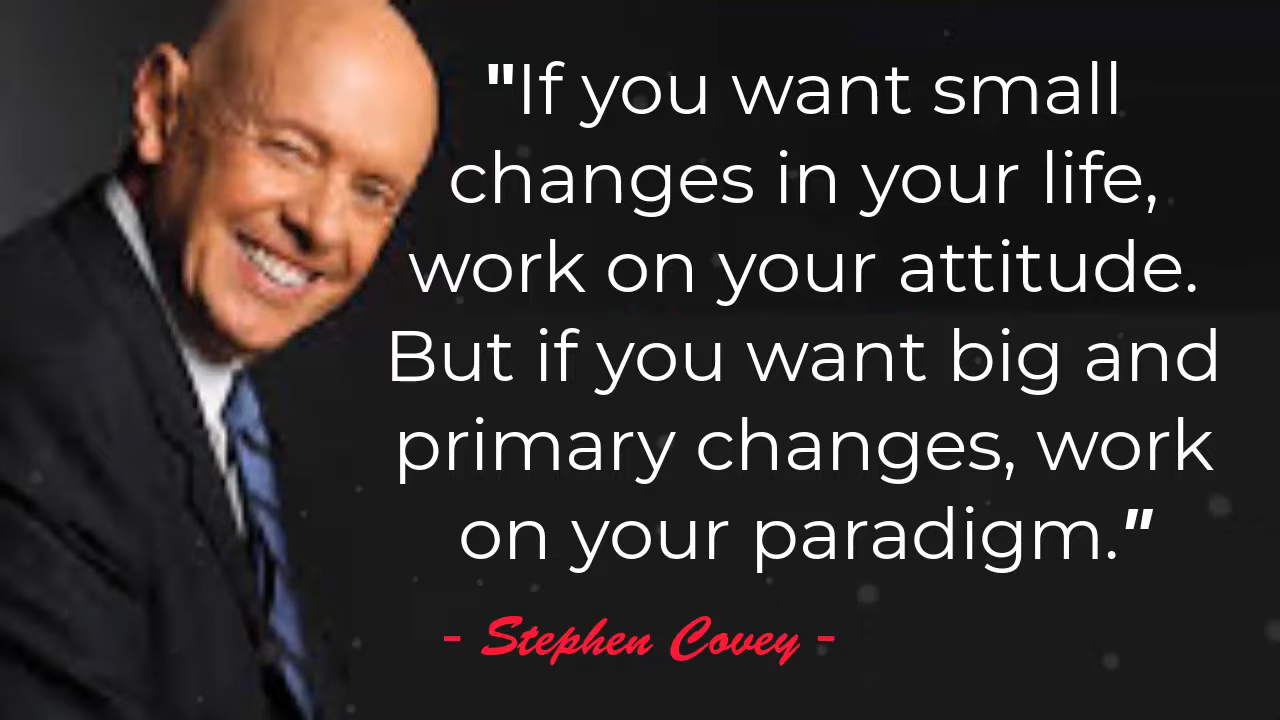 "If you want small
changes in your life,
work on your attitude.
But if you want big and
primary changes, work
on your paradigm."
- Stephen Covey -